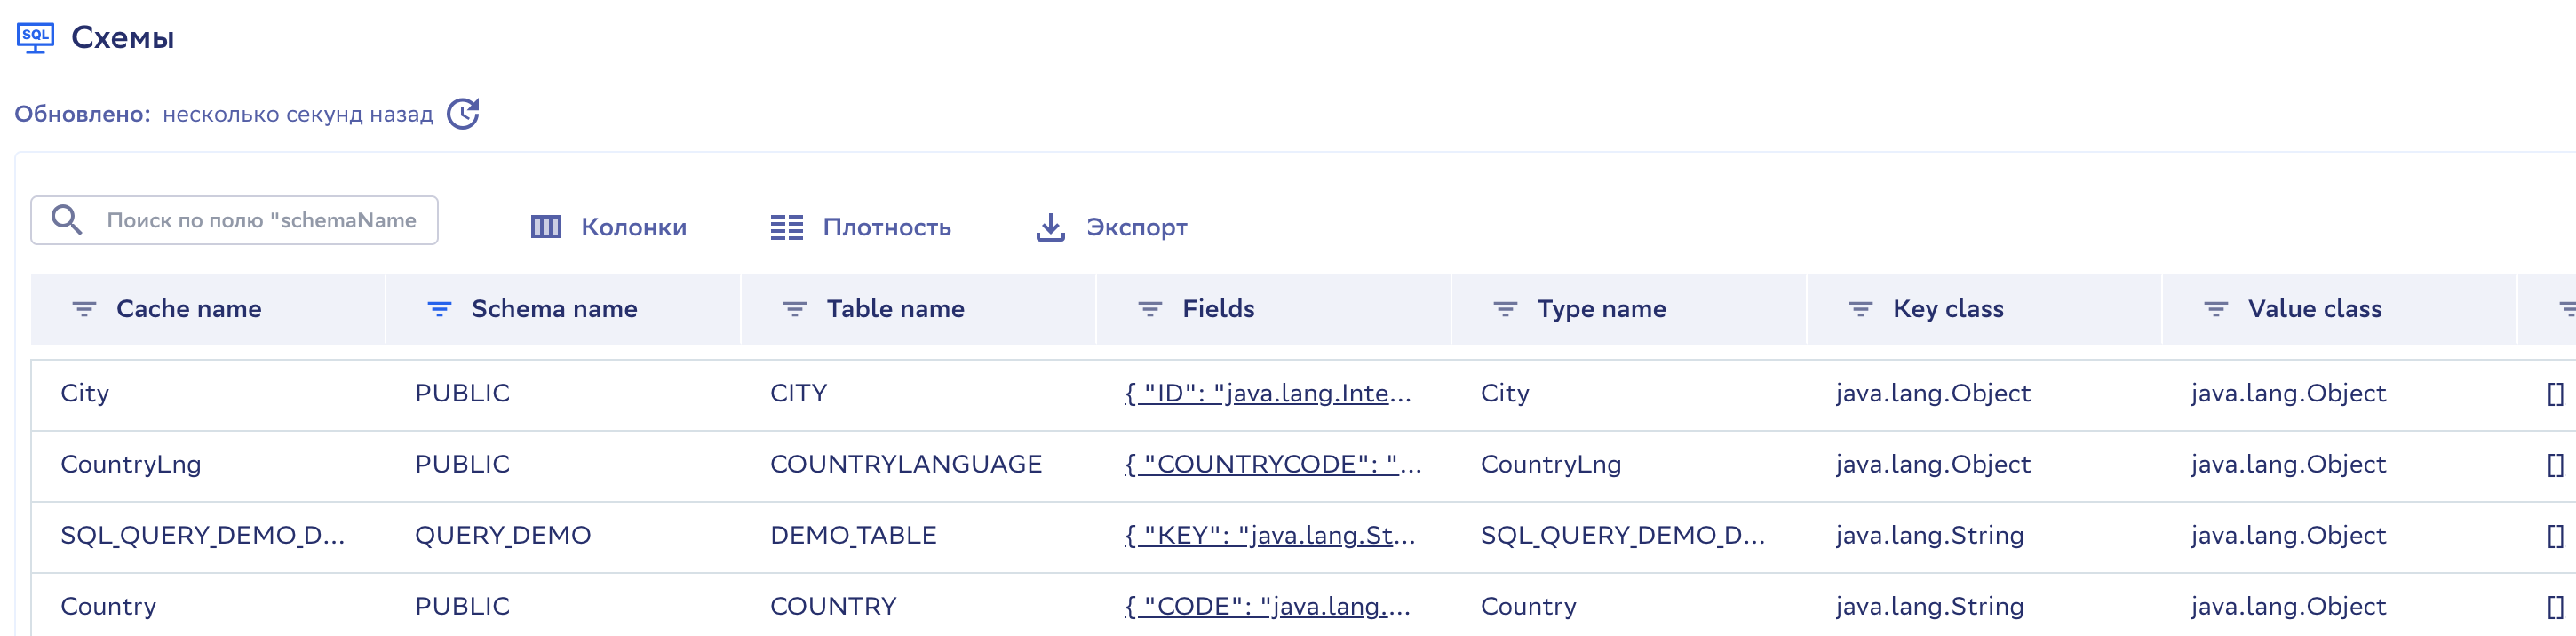 SQL Схемы
Обновлено: несколько секунд назад
Поиск по полю "schemaName Колонки Плотность Экспорт
Cache name Schema name Table name Fields Type name Key class Value class
City PUBLIC CITY { "ID": "java.lang.Inte... City java.lang.Object java.lang.Object []
CountryLng PUBLIC COUNTRYLANGUAGE { "COUNTRYCODE": "... CountryLng java.lang.Object java.lang.Object []
SQL_QUERY_DEMO_D... QUERY_DEMO DEMO_TABLE { "KEY": "java.lang.St... SQL_QUERY_DEMO_D... java.lang.String java.lang.Object []
Country PUBLIC COUNTRY { "CODE": "java.lang.... Country java.lang.String java.lang.Object []